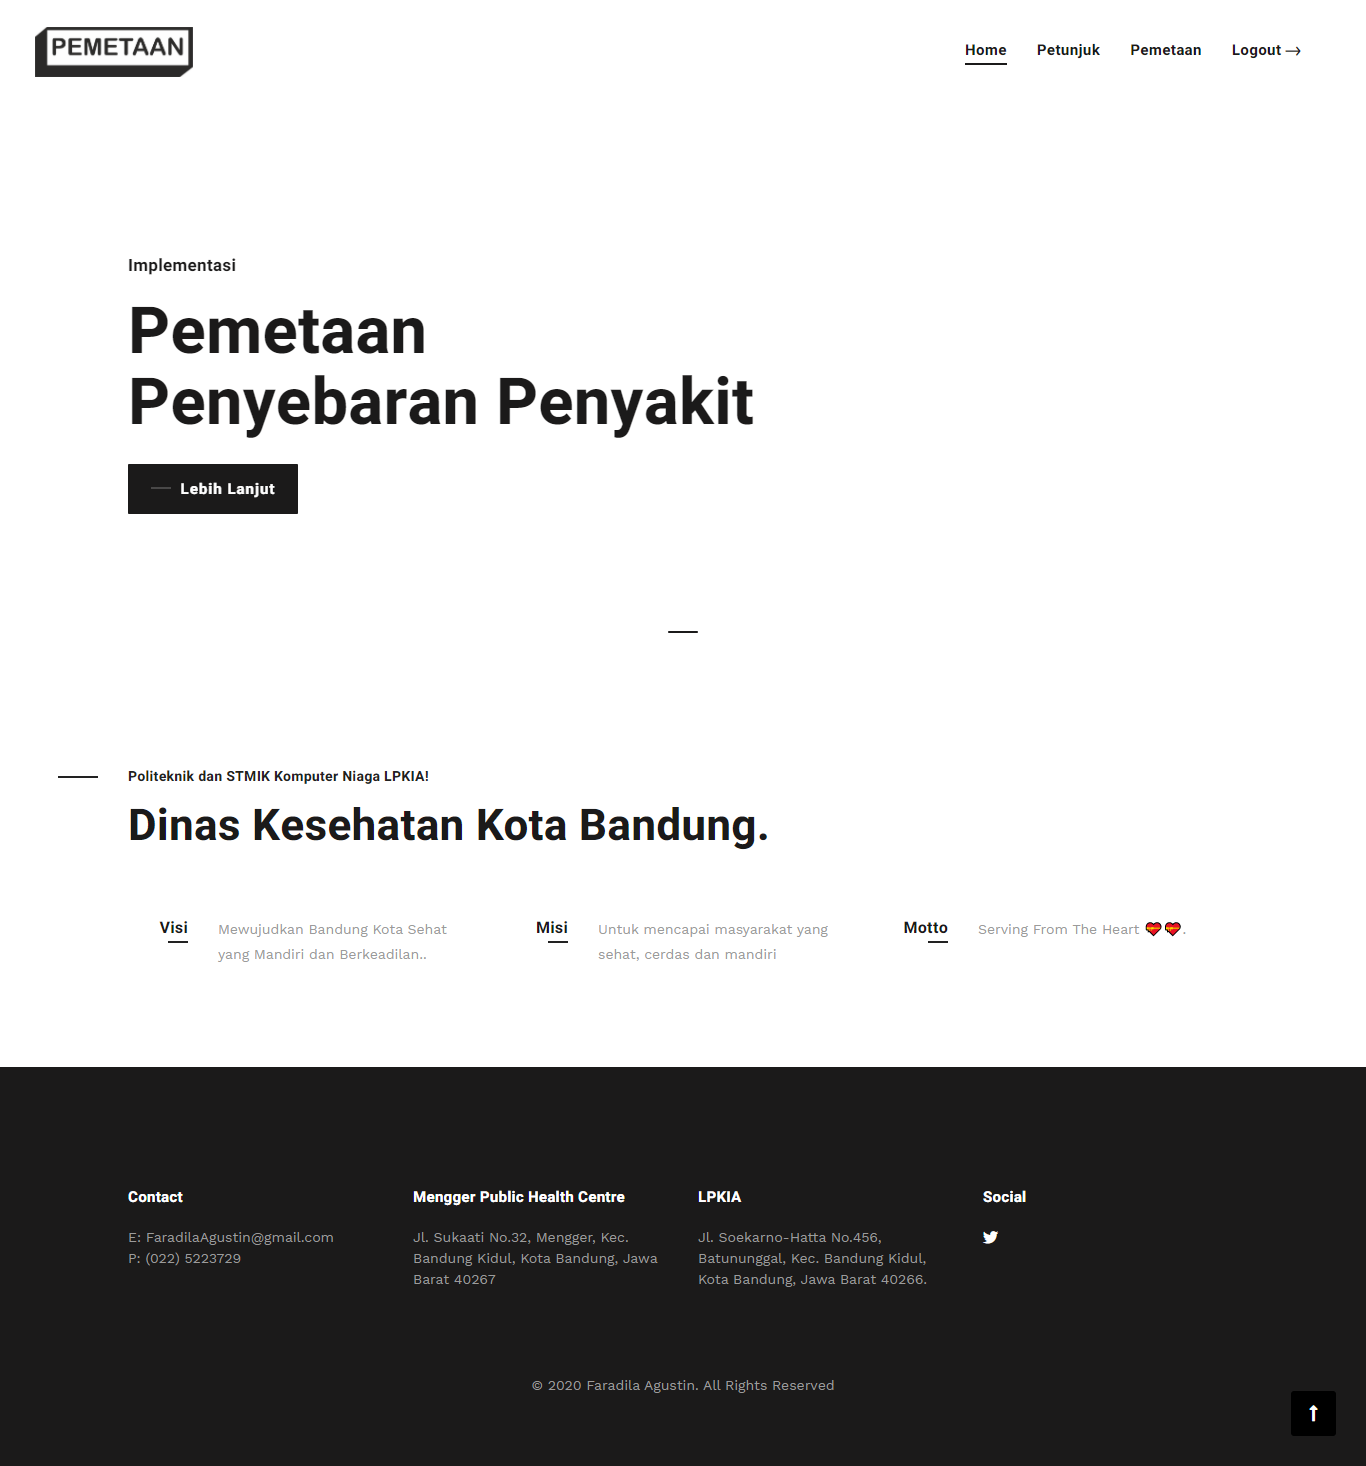 PEMETAAN
Home Petunjuk Pemetaan Logout →
Implementasi
Pemetaan
Penyebaran Penyakit
Lebih Lanjut
Politeknik dan STMIK Komputer Niaga LPKIA!
Dinas Kesehatan Kota Bandung.
Visi
Mewujudkan Bandung Kota Sehat
yang Mandiri dan Berkeadilan..
Misi
Untuk mencapai masyarakat yang
sehat, cerdas dan mandiri
Motto
Serving From The Heart 💝💝.
Contact
E: FaradilaAgustin@gmail.com
P: (022) 5223729
Mengger Public Health Centre
Jl. Sukaati No.32, Mengger, Kec.
Bandung Kidul, Kota Bandung, Jawa
Barat 40267
LPKIA
Jl. Soekarno-Hatta No.456,
Batununggal, Kec. Bandung Kidul,
Kota Bandung, Jawa Barat 40266.
Social
© 2020 Faradila Agustin. All Rights Reserved